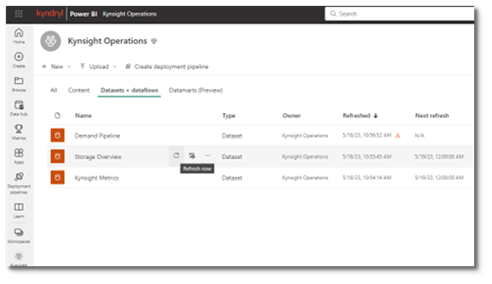 kyndryl Power BI Kynsight Operations Search
Home
Create
Browse
Data hub
Metrics
Apps
Deployment
pipelines
Learn
Workspaces
Kynsight Operations
+ New Upload Create deployment pipeline
All Content Datasets + dataflows Datamarts (Preview)
Name Type Owner Refreshed Next refresh
Demand Pipeline Dataset Kynsight Operations 5/18/23, 10:56:52 AM N/A
Storage Overview Dataset Kynsight Operations 5/18/23, 10:55:45 AM 5/19/23, 12:00:00 AM
Refresh now
Kynsight Metrics Dataset Kynsight Operations 5/18/23, 10:54:14 AM 5/19/23, 12:00:00 AM